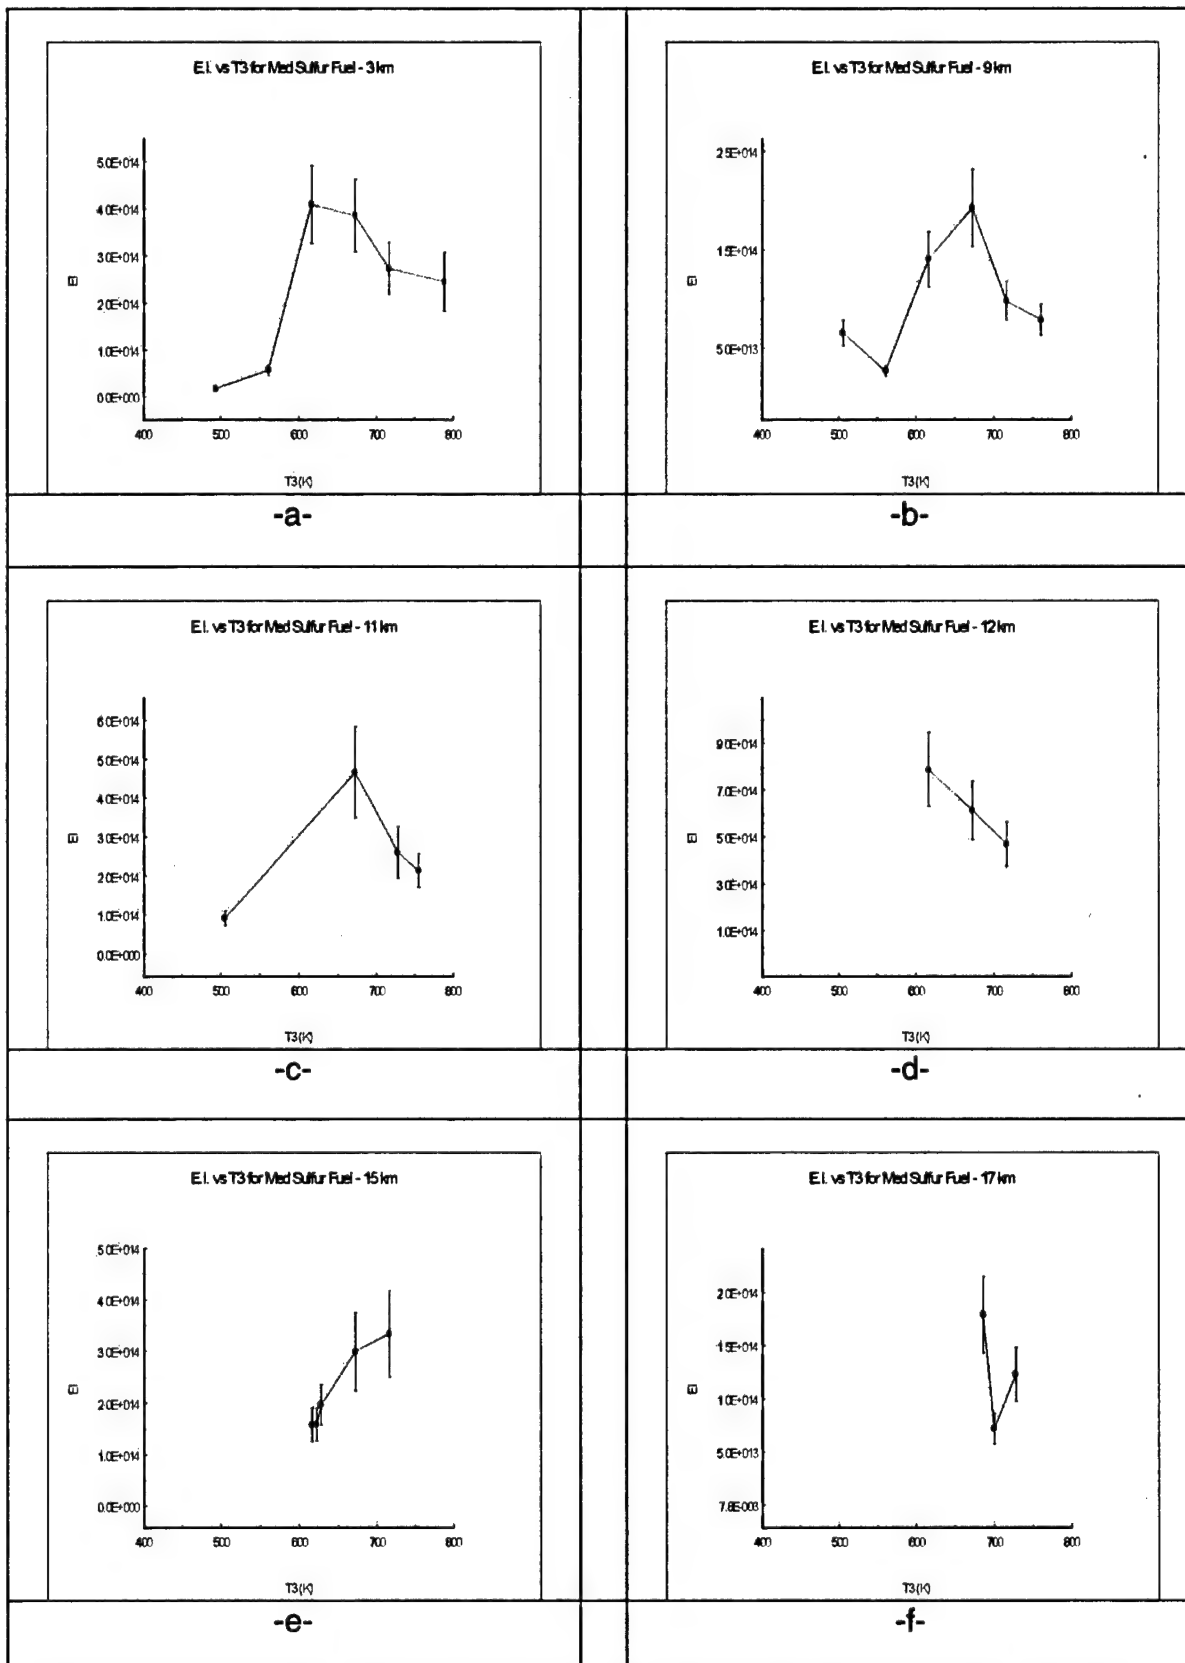 E.I. vs T3 for Med Sulfur Fuel - 3 km
5.0E+014
4.0E+014
3.0E+014
2.0E+014
1.0E+014
0.0E+000
EI
400 500 600 700 800
T3(K)
-a-
E.I. vs T3 for Med Sulfur Fuel - 9 km
2.5E+014
1.5E+014
5.0E+013
EI
400 500 600 700 800
T3(K)
-b-
E.I. vs T3 for Med Sulfur Fuel - 11 km
6.0E+014
5.0E+014
4.0E+014
3.0E+014
2.0E+014
1.0E+014
0.0E+000
EI
400 500 600 700 800
T3(K)
-c-
E.I. vs T3 for Med Sulfur Fuel - 12 km
9.0E+014
7.0E+014
5.0E+014
3.0E+014
1.0E+014
EI
400 500 600 700 800
T3(K)
-d-
E.I. vs T3 for Med Sulfur Fuel - 15 km
5.0E+014
4.0E+014
3.0E+014
2.0E+014
1.0E+014
0.0E+000
EI
400 500 600 700 800
T3(K)
-e-
E.I. vs T3 for Med Sulfur Fuel - 17 km
2.0E+014
1.5E+014
1.0E+014
5.0E+013
EI
400 500 600 700 800
T3(K)
-f-